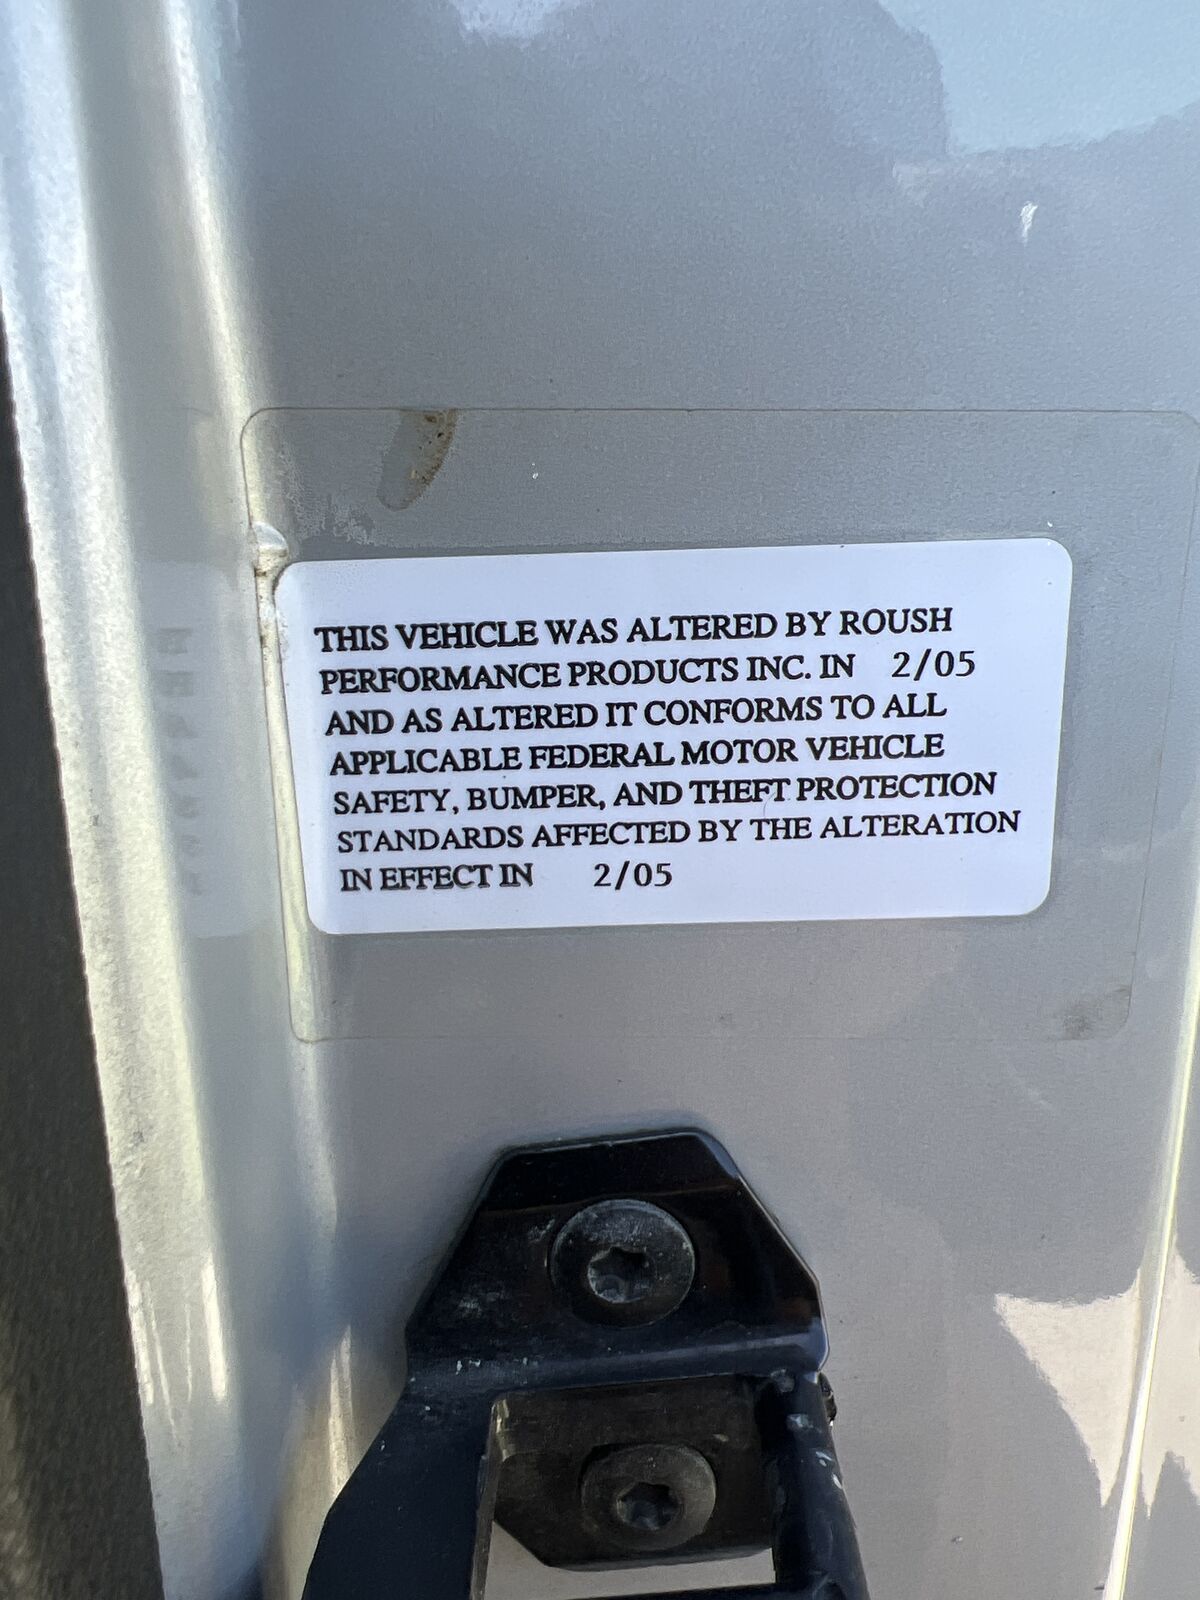 THIS VEHICLE WAS ALTERED BY ROUSH
PERFORMANCE PRODUCTS INC. IN 2/05
AND AS ALTERED IT CONFORMS TO ALL
APPLICABLE FEDERAL MOTOR VEHICLE
SAFETY, BUMPER, AND THEFT PROTECTION
STANDARDS AFFECTED BY THE ALTERATION
IN EFFECT IN 2/05